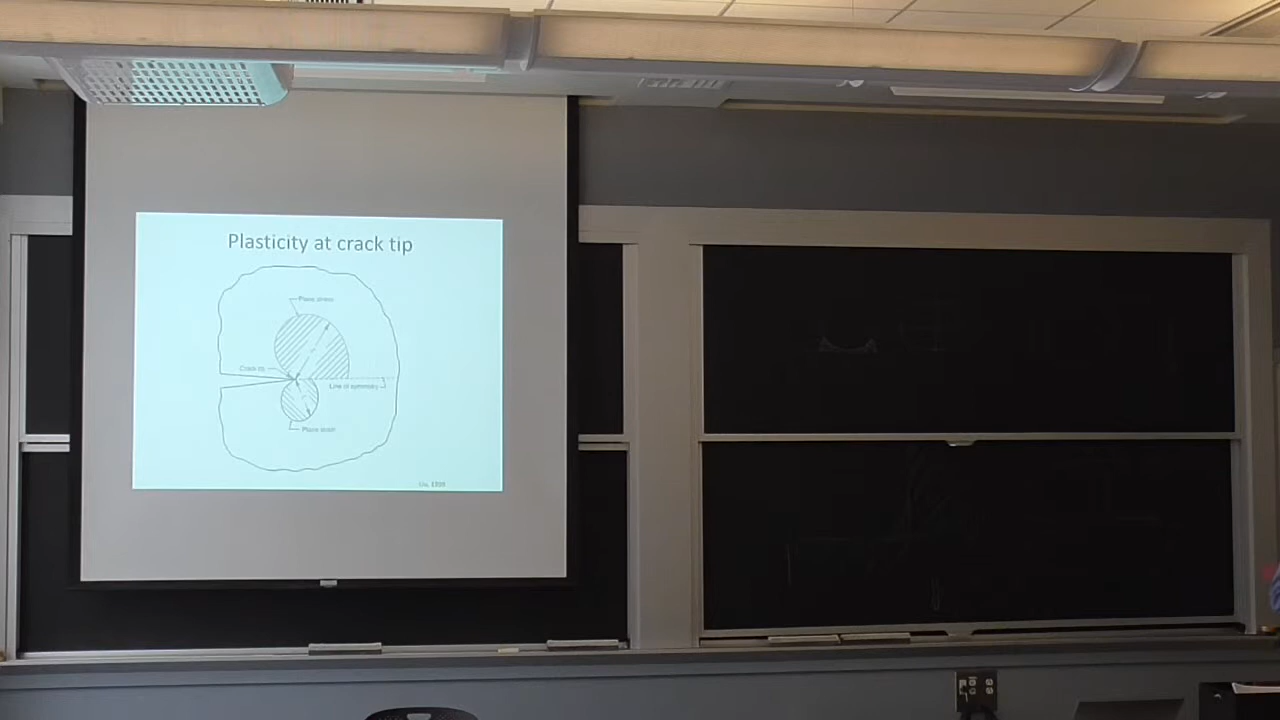 Plasticity at crack tip
Plane stress
Crack tip
Line of symmetry
Plane strain